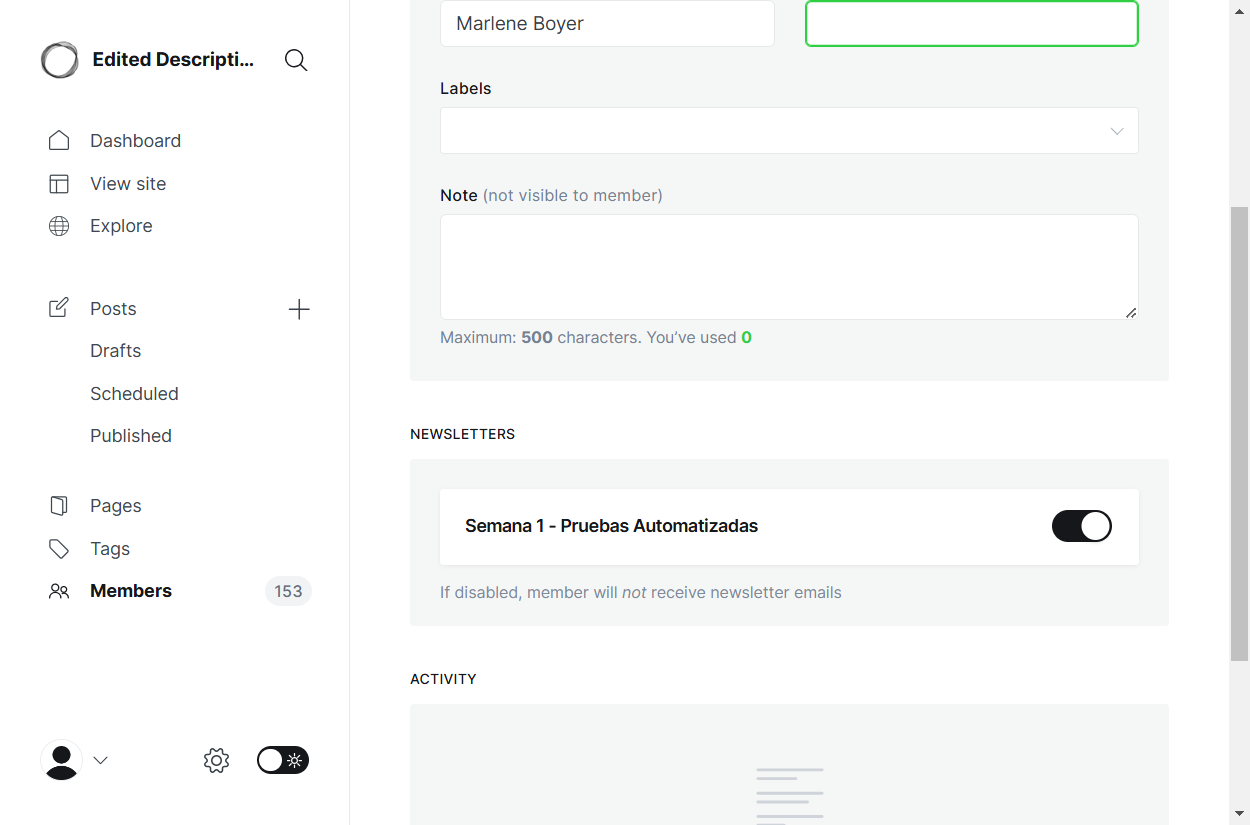 Edited Descripti...
Dashboard
View site
Explore
Posts
Drafts
Scheduled
Published
Pages
Tags
Members 153
Marlene Boyer
Labels
Note (not visible to member)
Maximum: 500 characters. You’ve used 0
NEWSLETTERS
Semana 1 - Pruebas Automatizadas
If disabled, member will not receive newsletter emails
ACTIVITY